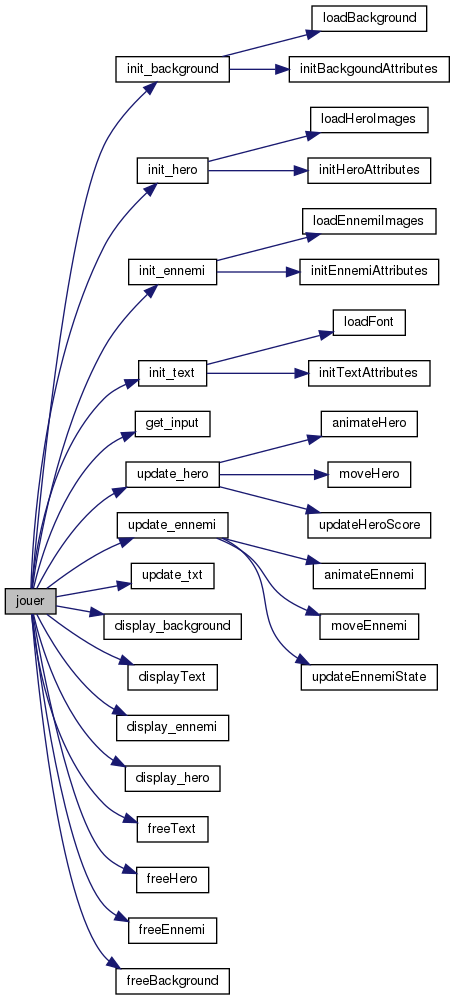 loadBackground
init_background
initBackgoundAttributes
loadHeroImages
init_hero
initHeroAttributes
loadEnnemiImages
init_ennemi
initEnnemiAttributes
loadFont
init_text
initTextAttributes
get_input
animateHero
update_hero
moveHero
updateHeroScore
update_ennemi
animateEnnemi
update_txt
jouer
moveEnnemi
display_background
displayText
updateEnnemiState
display_ennemi
display_hero
freeText
freeHero
freeEnnemi
freeBackground